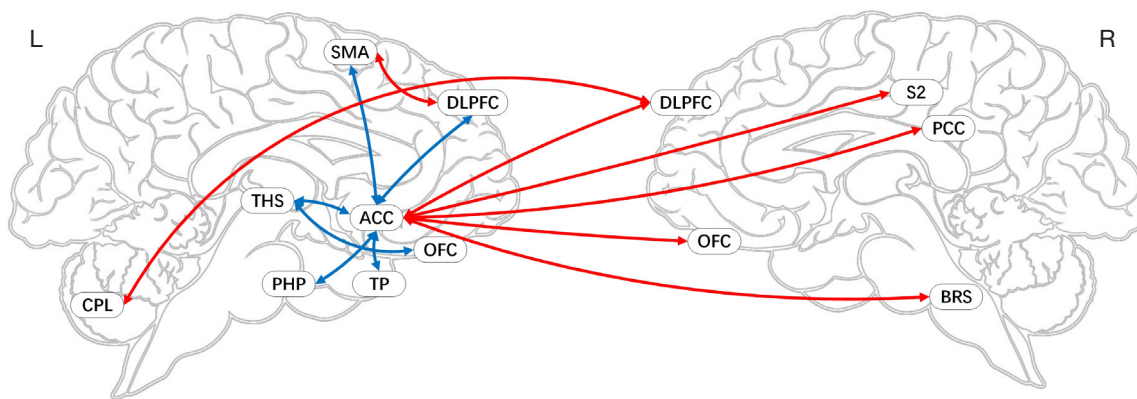 L
R
SMA
DLPFC
DLPFC
S2
PCC
THS
ACC
OFC
OFC
PHP
TP
CPL
BRS